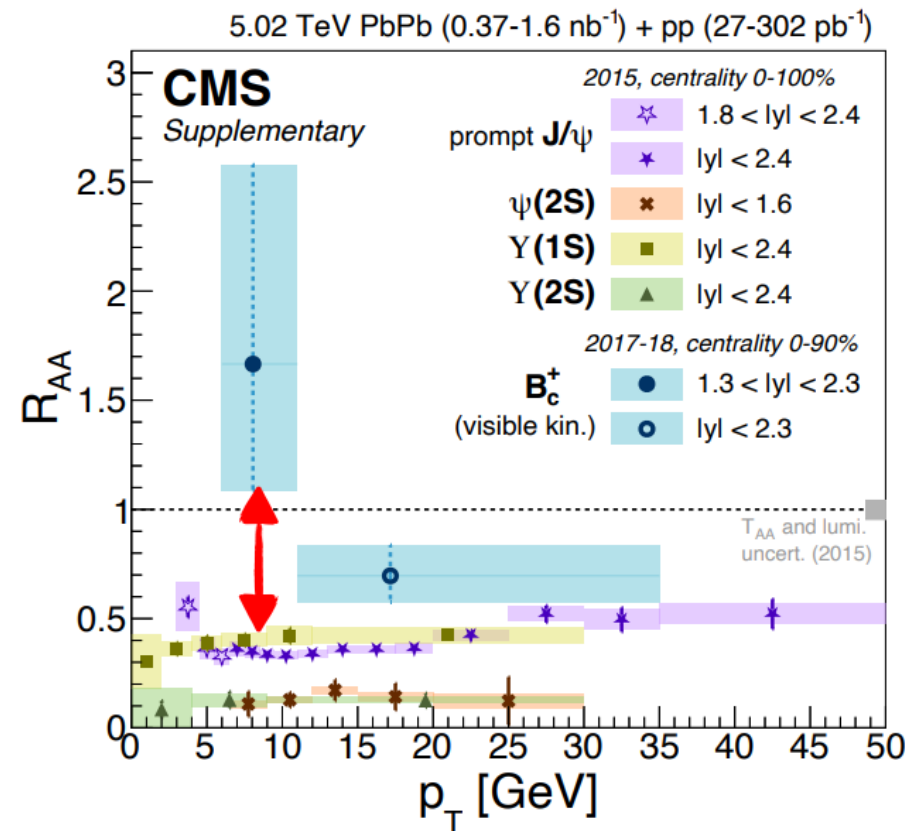 5.02 TeV PbPb (0.37-1.6 nb⁻¹) + pp (27-302 pb⁻¹)
CMS
Supplementary
2015, centrality 0-100%
prompt J/ψ
1.8 < |y| < 2.4
|y| < 2.4
ψ(2S) |y| < 1.6
Υ(1S) |y| < 2.4
Υ(2S) |y| < 2.4
2017-18, centrality 0-90%
B_c^+
(visible kin.)
1.3 < |y| < 2.3
|y| < 2.3
T_AA and lumi.
uncert. (2015)
R_AA
3
2.5
2
1.5
1
0.5
0
0 5 10 15 20 25 30 35 40 45 50
p_T [GeV]